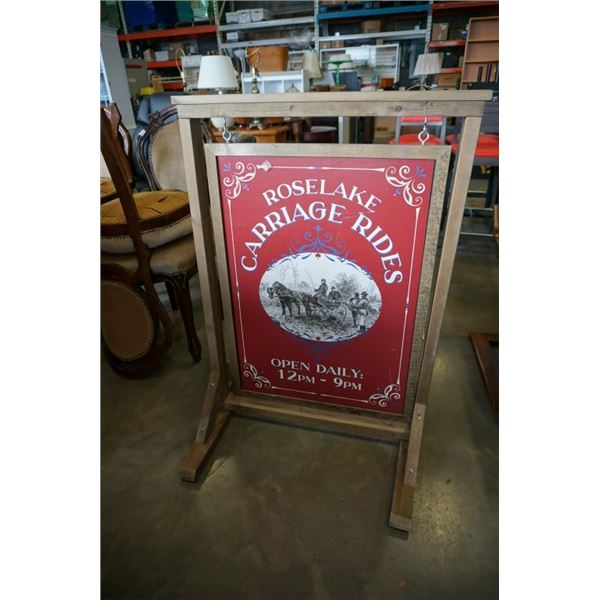 ROSELAKE
CARRIAGE RIDES
OPEN DAILY:
12PM - 9PM